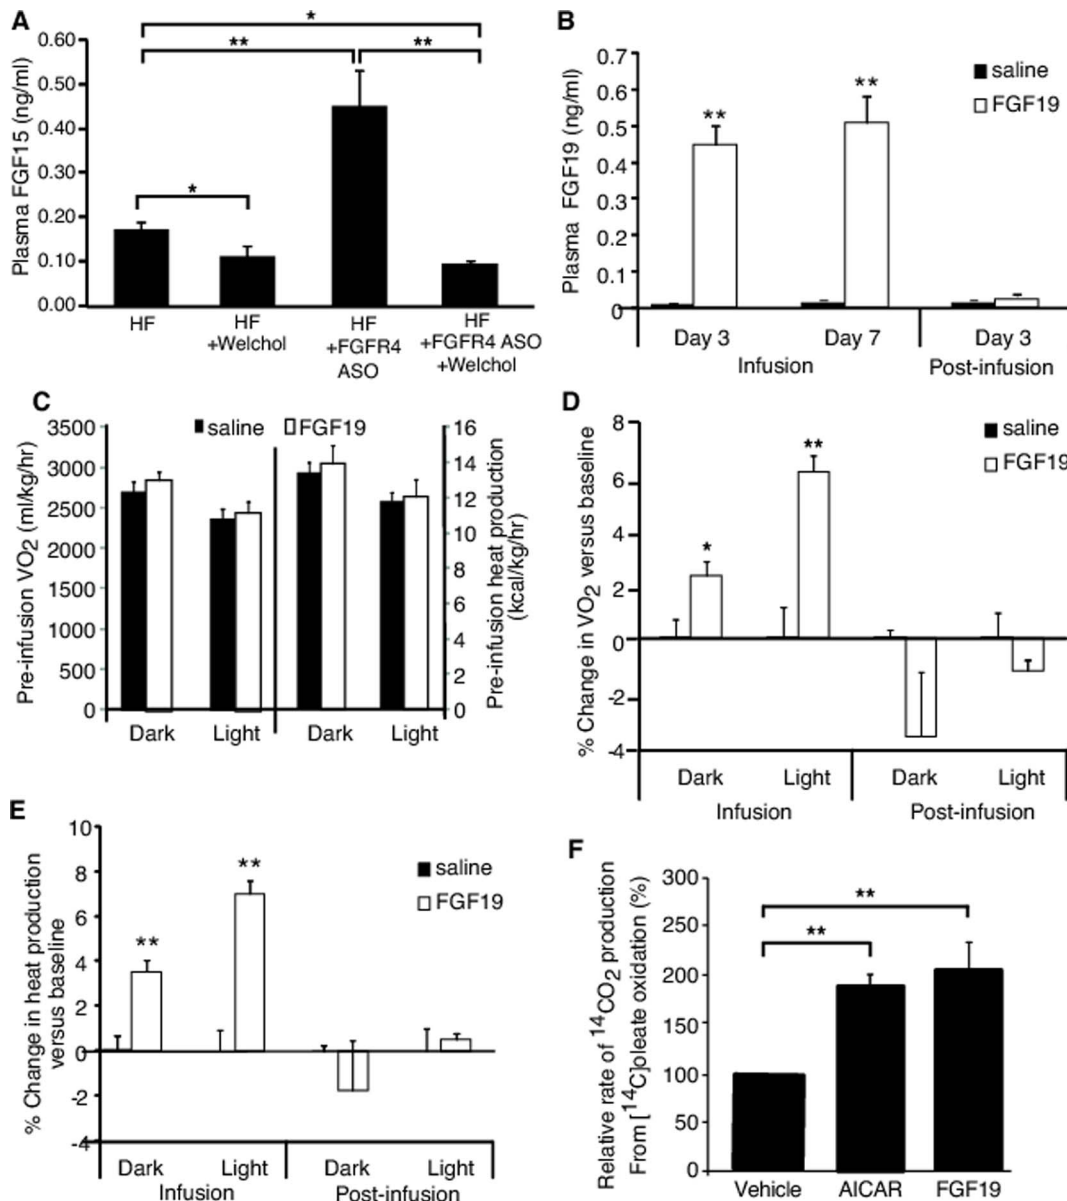 A
Plasma FGF15 (ng/ml)
0.60
0.50
0.40
0.30
0.20
0.10
0.00
*
**
**
*
HF
HF
+Welchol
HF
+FGFR4
ASO
HF
+FGFR4 ASO
+Welchol
B
Plasma FGF19 (ng/ml)
0.7
0.6
0.5
0.4
0.3
0.2
0.1
0
**
**
saline
FGF19
Day 3
Day 7
Day 3
Infusion
Post-infusion
C
Pre-infusion VO2 (ml/kg/hr)
3500
3000
2500
2000
1500
1000
500
0
saline
FGF19
16
14
12
10
8
6
4
2
0
Pre-infusion heat production
(kcal/kg/hr)
Dark
Light
Dark
Light
D
% Change in VO2 versus baseline
8
6
4
2
0
-2
-4
*
**
saline
FGF19
Dark
Light
Dark
Light
Infusion
Post-infusion
E
% Change in heat production
versus baseline
10
8
6
4
2
0
-2
-4
**
**
saline
FGF19
Dark
Light
Dark
Light
Infusion
Post-infusion
F
Relative rate of 14CO2 production
From [14C]oleate oxidation (%)
300
250
200
150
100
50
0
**
**
Vehicle
AICAR
FGF19